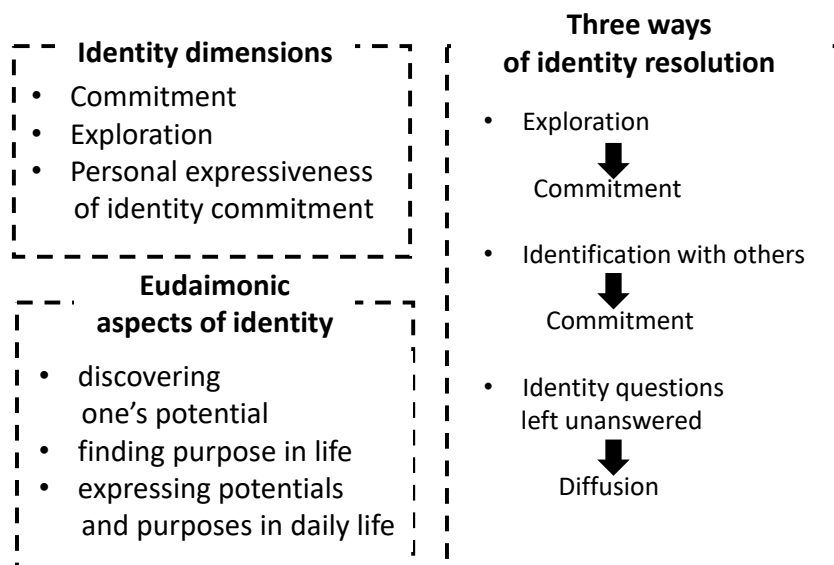 Identity dimensions
• Commitment
• Exploration
• Personal expressiveness
of identity commitment
Eudaimonic
aspects of identity
• discovering
one's potential
• finding purpose in life
• expressing potentials
and purposes in daily life
Three ways
of identity resolution
• Exploration
Commitment
• Identification with others
Commitment
• Identity questions
left unanswered
Diffusion